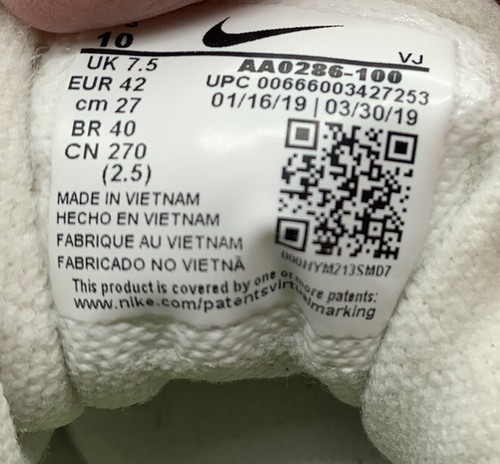 10
VJ
UK 7.5
AA0286-100
EUR 42
UPC 00666003427253
cm 27
01/16/19 | 03/30/19
BR 40
CN 270
(2.5)
MADE IN VIETNAM
HECHO EN VIETNAM
FABRIQUE AU VIETNAM
FABRICADO NO VIETNÃ
000HYM213SMD7
This product is covered by one or more patents:
www.nike.com/patentsvirtualmarking